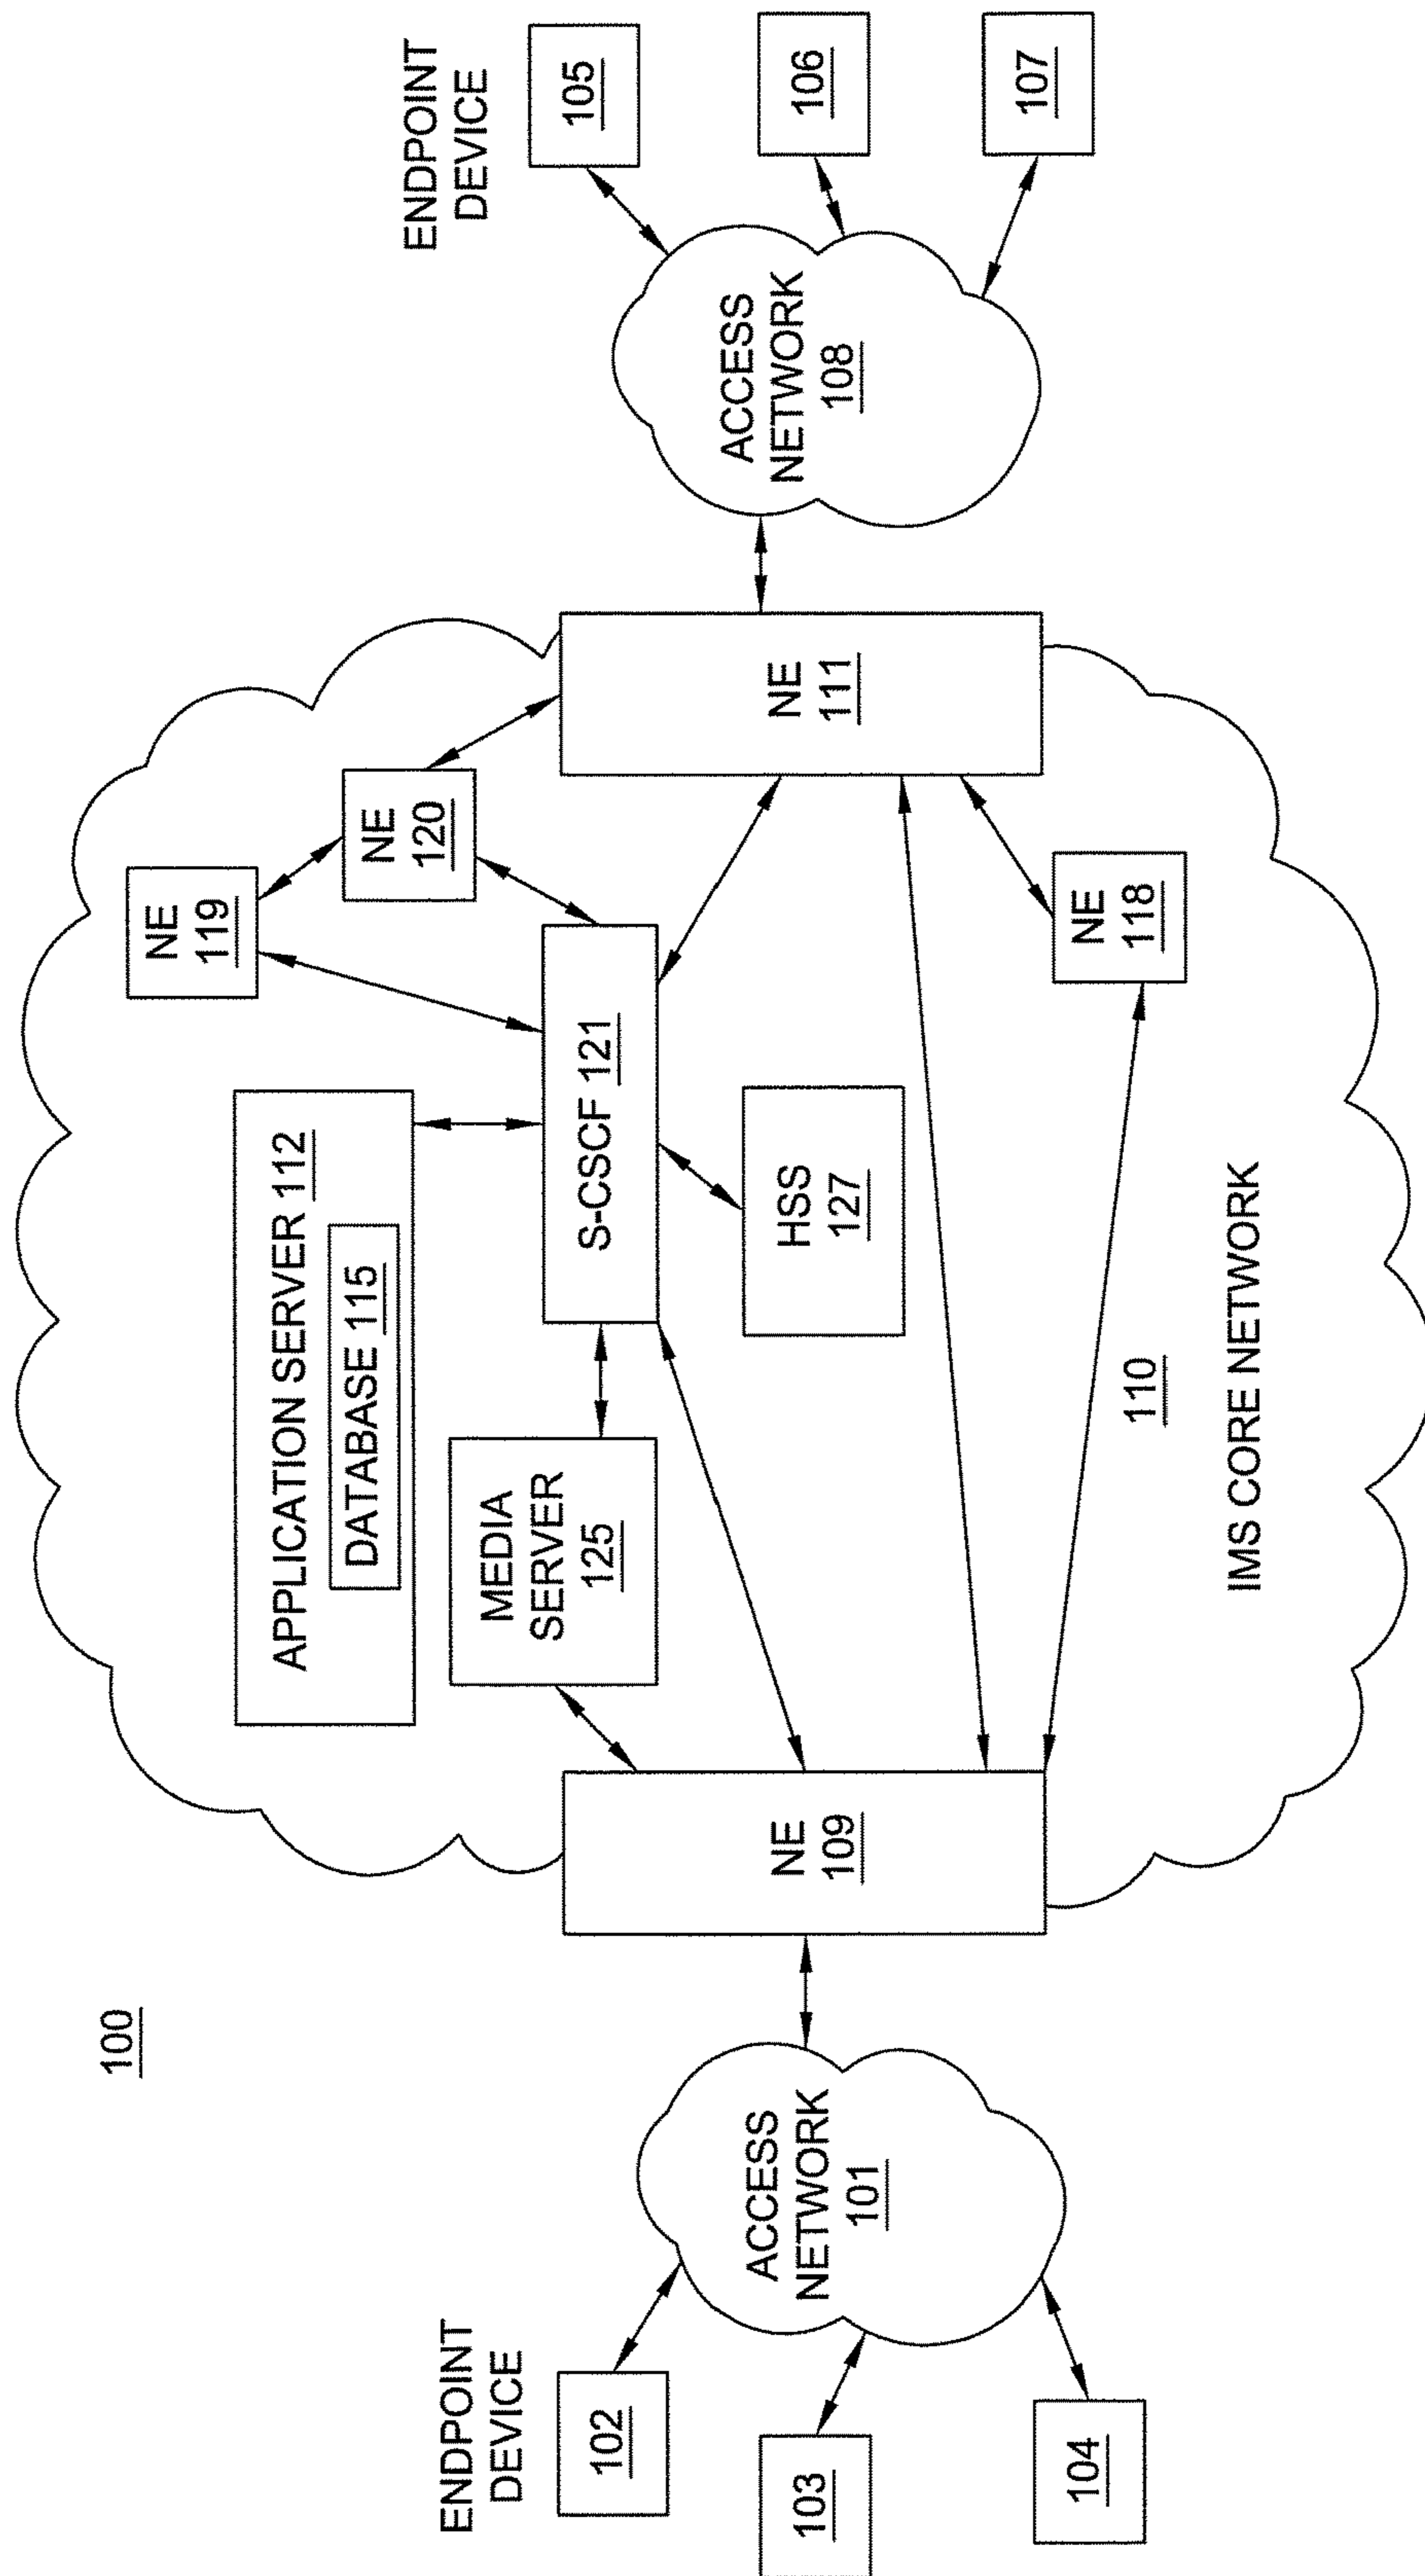 100
ENDPOINT
DEVICE
102
103
104
ACCESS
NETWORK
101
NE
109
APPLICATION SERVER 112
DATABASE 115
MEDIA
SERVER
125
S-CSCF 121
HSS
127
NE
119
NE
120
NE
118
NE
111
110
IMS CORE NETWORK
ACCESS
NETWORK
108
ENDPOINT
DEVICE
105
106
107